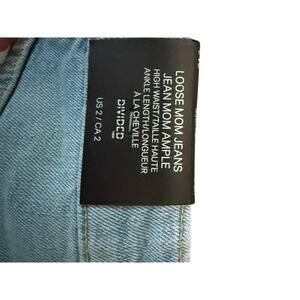 LOOSE MOM JEANS
JEAN MOM AMPLE
HIGH WAIST/TAILLE HAUTE
ANKLE LENGTH/LONGUEUR
À LA CHEVILLE
DIVIDED
US 2 / CA 2